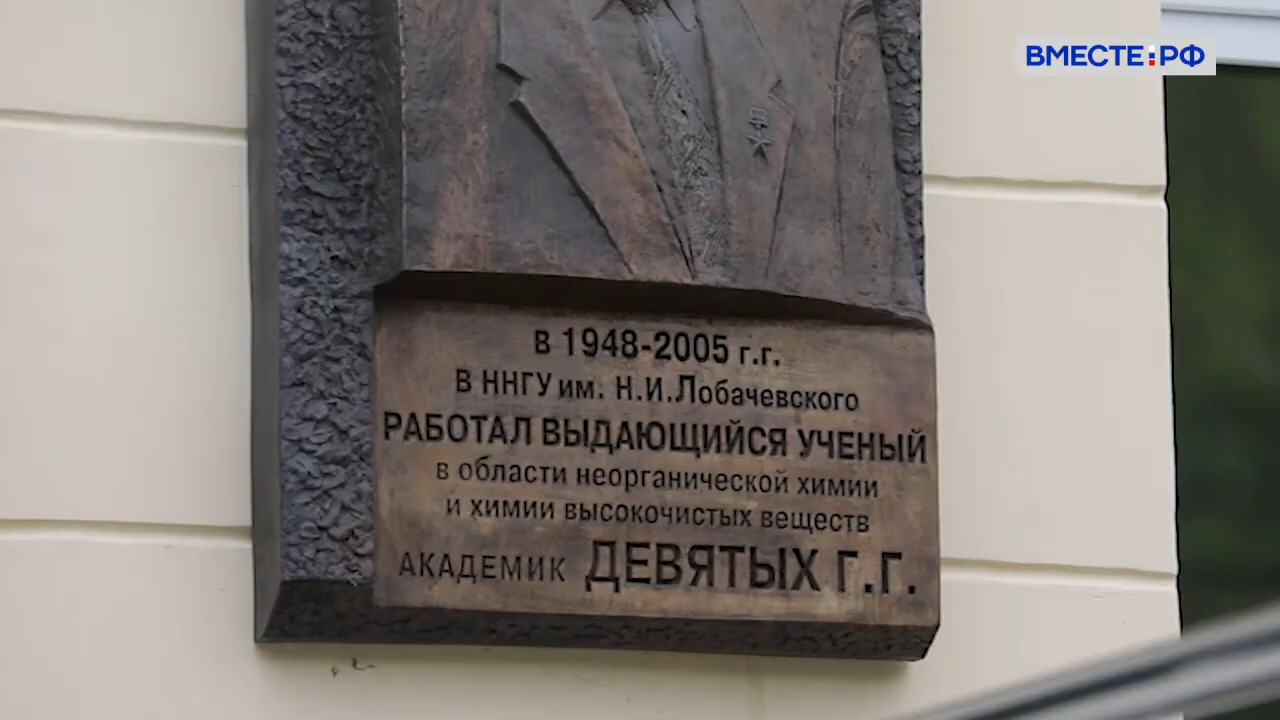 ВМЕСТЕ:РФ
в 1948-2005 г.г.
в ННГУ им. Н.И.Лобачевского
РАБОТАЛ ВЫДАЮЩИЙСЯ УЧЕНЫЙ
в области неорганической химии
и химии высокочистых веществ
АКАДЕМИК ДЕВЯТЫХ Г.Г.